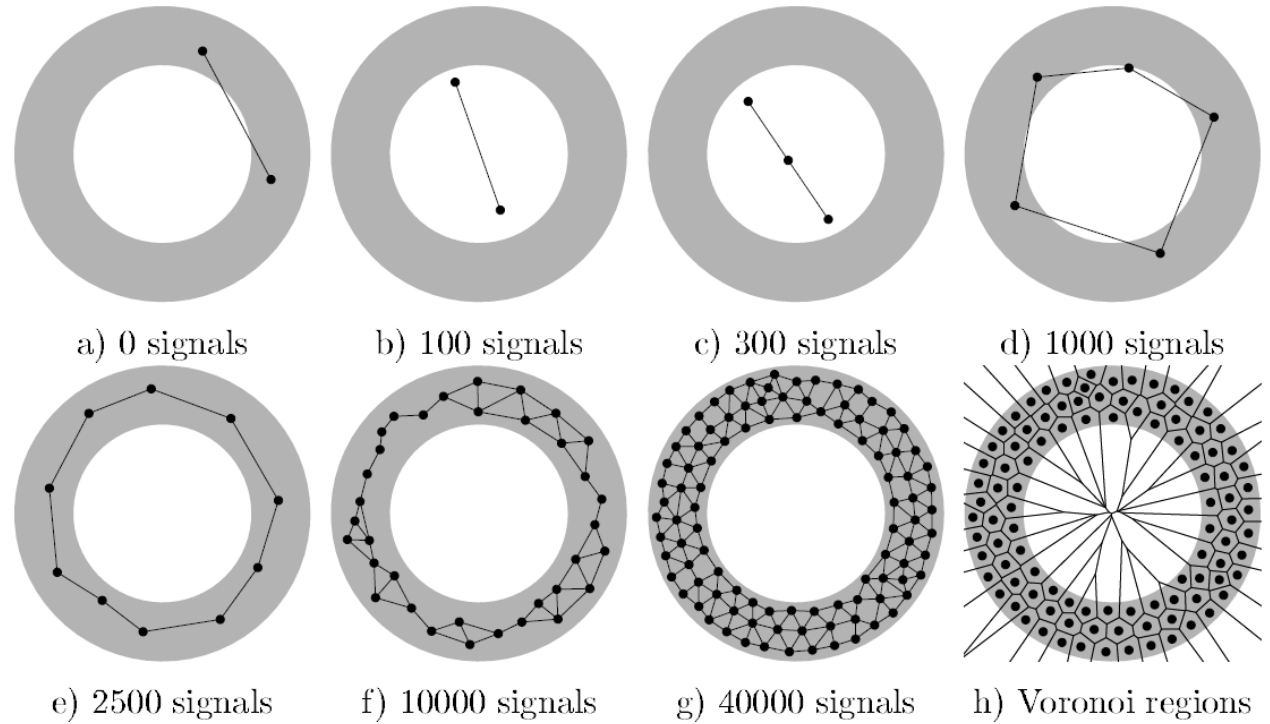 a) 0 signals
b) 100 signals
c) 300 signals
d) 1000 signals
e) 2500 signals
f) 10000 signals
g) 40000 signals
h) Voronoi regions